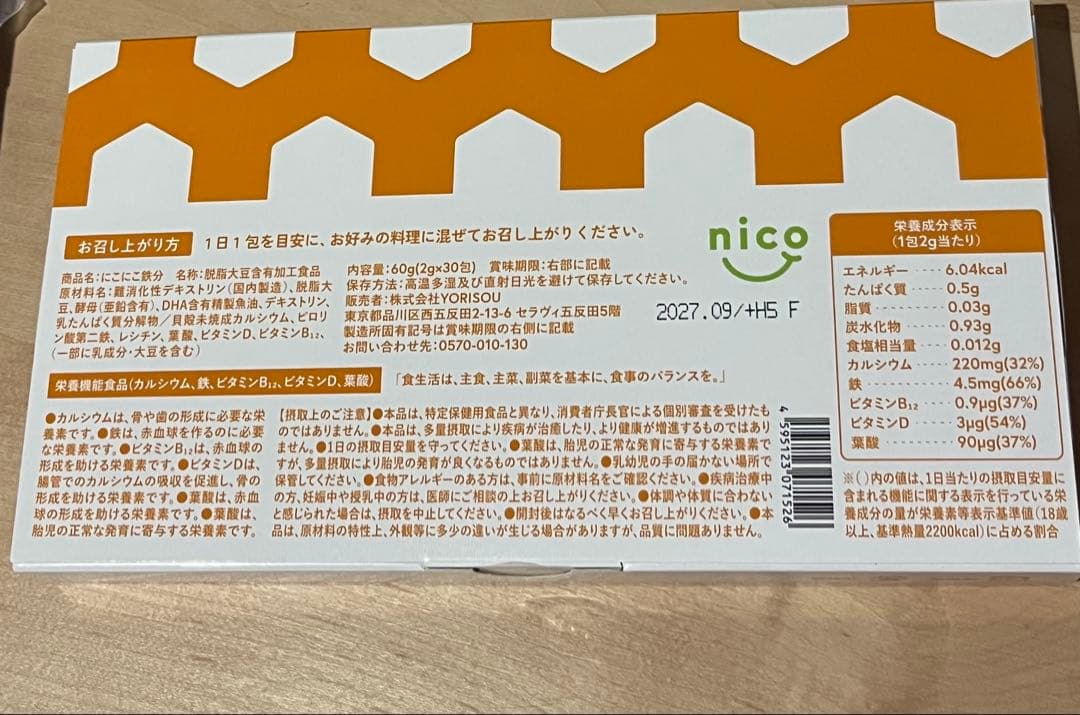 お召し上がり方
1日1包を目安に、お好みの料理に混ぜてお召し上がりください。
商品名:にこにこ鉄分 名称:脱脂大豆含有加工食品
原材料名:難消化性デキストリン(国内製造)、脱脂大
豆、酵母(亜鉛含有)、DHA含有精製魚油、デキストリン、
乳たんぱく質分解物/貝殻未焼成カルシウム、ピロリ
ン酸第二鉄、レシチン、葉酸、ビタミンD、ビタミンB₁₂、
(一部に乳成分・大豆を含む)
内容量:60g(2g×30包) 賞味期限:右部に記載
保存方法:高温多湿及び直射日光を避けて保存してください。
販売者:株式会社YORISOU
東京都品川区西五反田2-13-6 セラヴィ五反田5階
製造所固有記号は賞味期限の右側に記載
お問い合わせ先:0570-010-130
nico
2027.09/+H5 F
栄養機能食品(カルシウム、鉄、ビタミンB₁₂、ビタミンD、葉酸)
「食生活は、主食、主菜、副菜を基本に、食事のバランスを。」
●カルシウムは、骨や歯の形成に必要な栄
養素です。●鉄は、赤血球を作るのに必要
な栄養素です。●ビタミンB₁₂は、赤血球の
形成を助ける栄養素です。●ビタミンDは、
腸管でのカルシウムの吸収を促進し、骨の
形成を助ける栄養素です。●葉酸は、赤血
球の形成を助ける栄養素です。●葉酸は、
胎児の正常な発育に寄与する栄養素です。
【摂取上のご注意】●本品は、特定保健用食品と異なり、消費者庁長官による個別審査を受けたも
のではありません。●本品は、多量摂取により疾病が治癒したり、より健康が増進するものではあり
ません。●1日の摂取目安量を守ってください。●葉酸は、胎児の正常な発育に寄与する栄養素で
すが、多量摂取により胎児の発育が良くなるものではありません。●乳幼児の手の届かない場所で
保管してください。●食物アレルギーのある方は、事前に原材料名をご確認ください。●疾病治療中
の方、妊娠中や授乳中の方は、医師にご相談の上お召し上がりください。●体調や体質に合わない
と感じられた場合は、摂取を中止してください。●開封後はなるべく早くお召し上がりください。●本
品は、原材料の特性上、外観等に多少の違いが生じる場合がありますが、品質に問題ありません。
4 595123 071526
栄養成分表示
(1包2g当たり)
エネルギー ···· 6.04kcal
たんぱく質 ········ 0.5g
脂質 ············ 0.03g
炭水化物 ········ 0.93g
食塩相当量 ···· 0.012g
カルシウム ···· 220mg(32%)
鉄 ·········· 4.5mg(66%)
ビタミンB₁₂ ···· 0.9μg(37%)
ビタミンD ······ 3μg(54%)
葉酸 ········ 90μg(37%)
※( )内の値は、1日当たりの摂取目安量に
含まれる機能に関する表示を行っている栄
養成分の量が栄養素等表示基準値(18歳
以上、基準熱量2200kcal)に占める割合